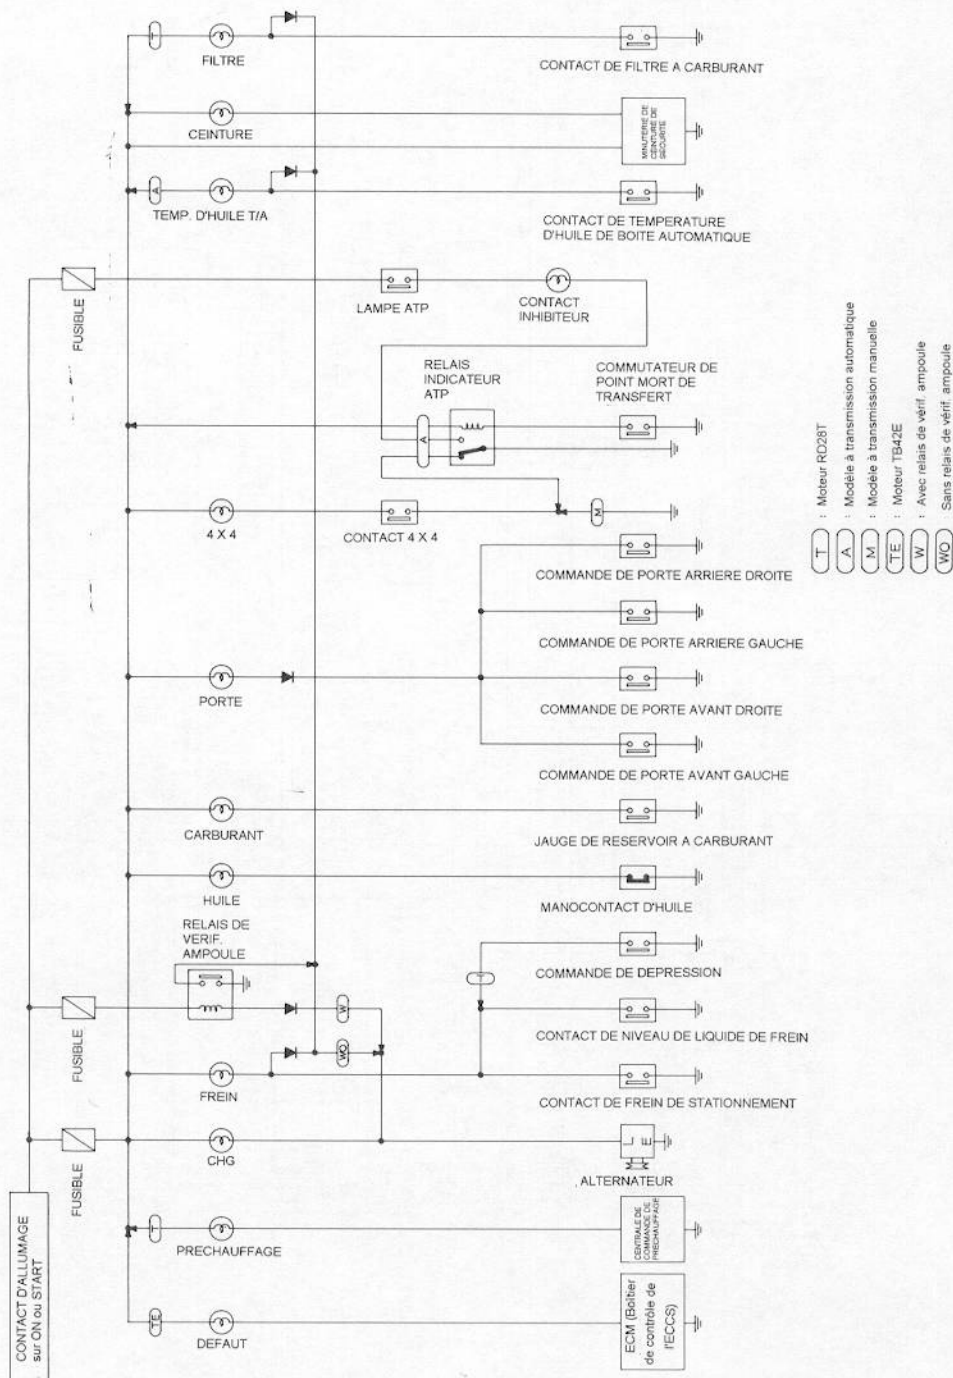 T
FILTRE
CONTACT DE FILTRE A CARBURANT
CEINTURE
MINUTERIE DE
CEINTURE DE
SECURITE
A
TEMP. D'HUILE T/A
CONTACT DE TEMPERATURE
D'HUILE DE BOITE AUTOMATIQUE
FUSIBLE
LAMPE ATP
CONTACT
INHIBITEUR
RELAIS
INDICATEUR
ATP
COMMUTATEUR DE
POINT MORT DE
TRANSFERT
A
4 X 4
CONTACT 4 X 4
M
COMMANDE DE PORTE ARRIERE DROITE
COMMANDE DE PORTE ARRIERE GAUCHE
PORTE
COMMANDE DE PORTE AVANT DROITE
COMMANDE DE PORTE AVANT GAUCHE
CARBURANT
JAUGE DE RESERVOIR A CARBURANT
HUILE
MANOCONTACT D'HUILE
RELAIS DE
VERIF.
AMPOULE
T
COMMANDE DE DEPRESSION
FUSIBLE
W
CONTACT DE NIVEAU DE LIQUIDE DE FREIN
WO
FREIN
CONTACT DE FREIN DE STATIONNEMENT
FUSIBLE
CHG
L
E
ALTERNATEUR
T
PRECHAUFFAGE
CENTRALE DE
COMMANDE DE
PRECHAUFFAGE
CONTACT D'ALLUMAGE
sur ON ou START
TE
DEFAUT
ECM (Boîtier
de contrôle de
l'ECCS)
T : Moteur RD28T
A : Modèle à transmission automatique
M : Modèle à transmission manuelle
TE : Moteur TB42E
W : Avec relais de vérif. ampoule
WO : Sans relais de vérif. ampoule